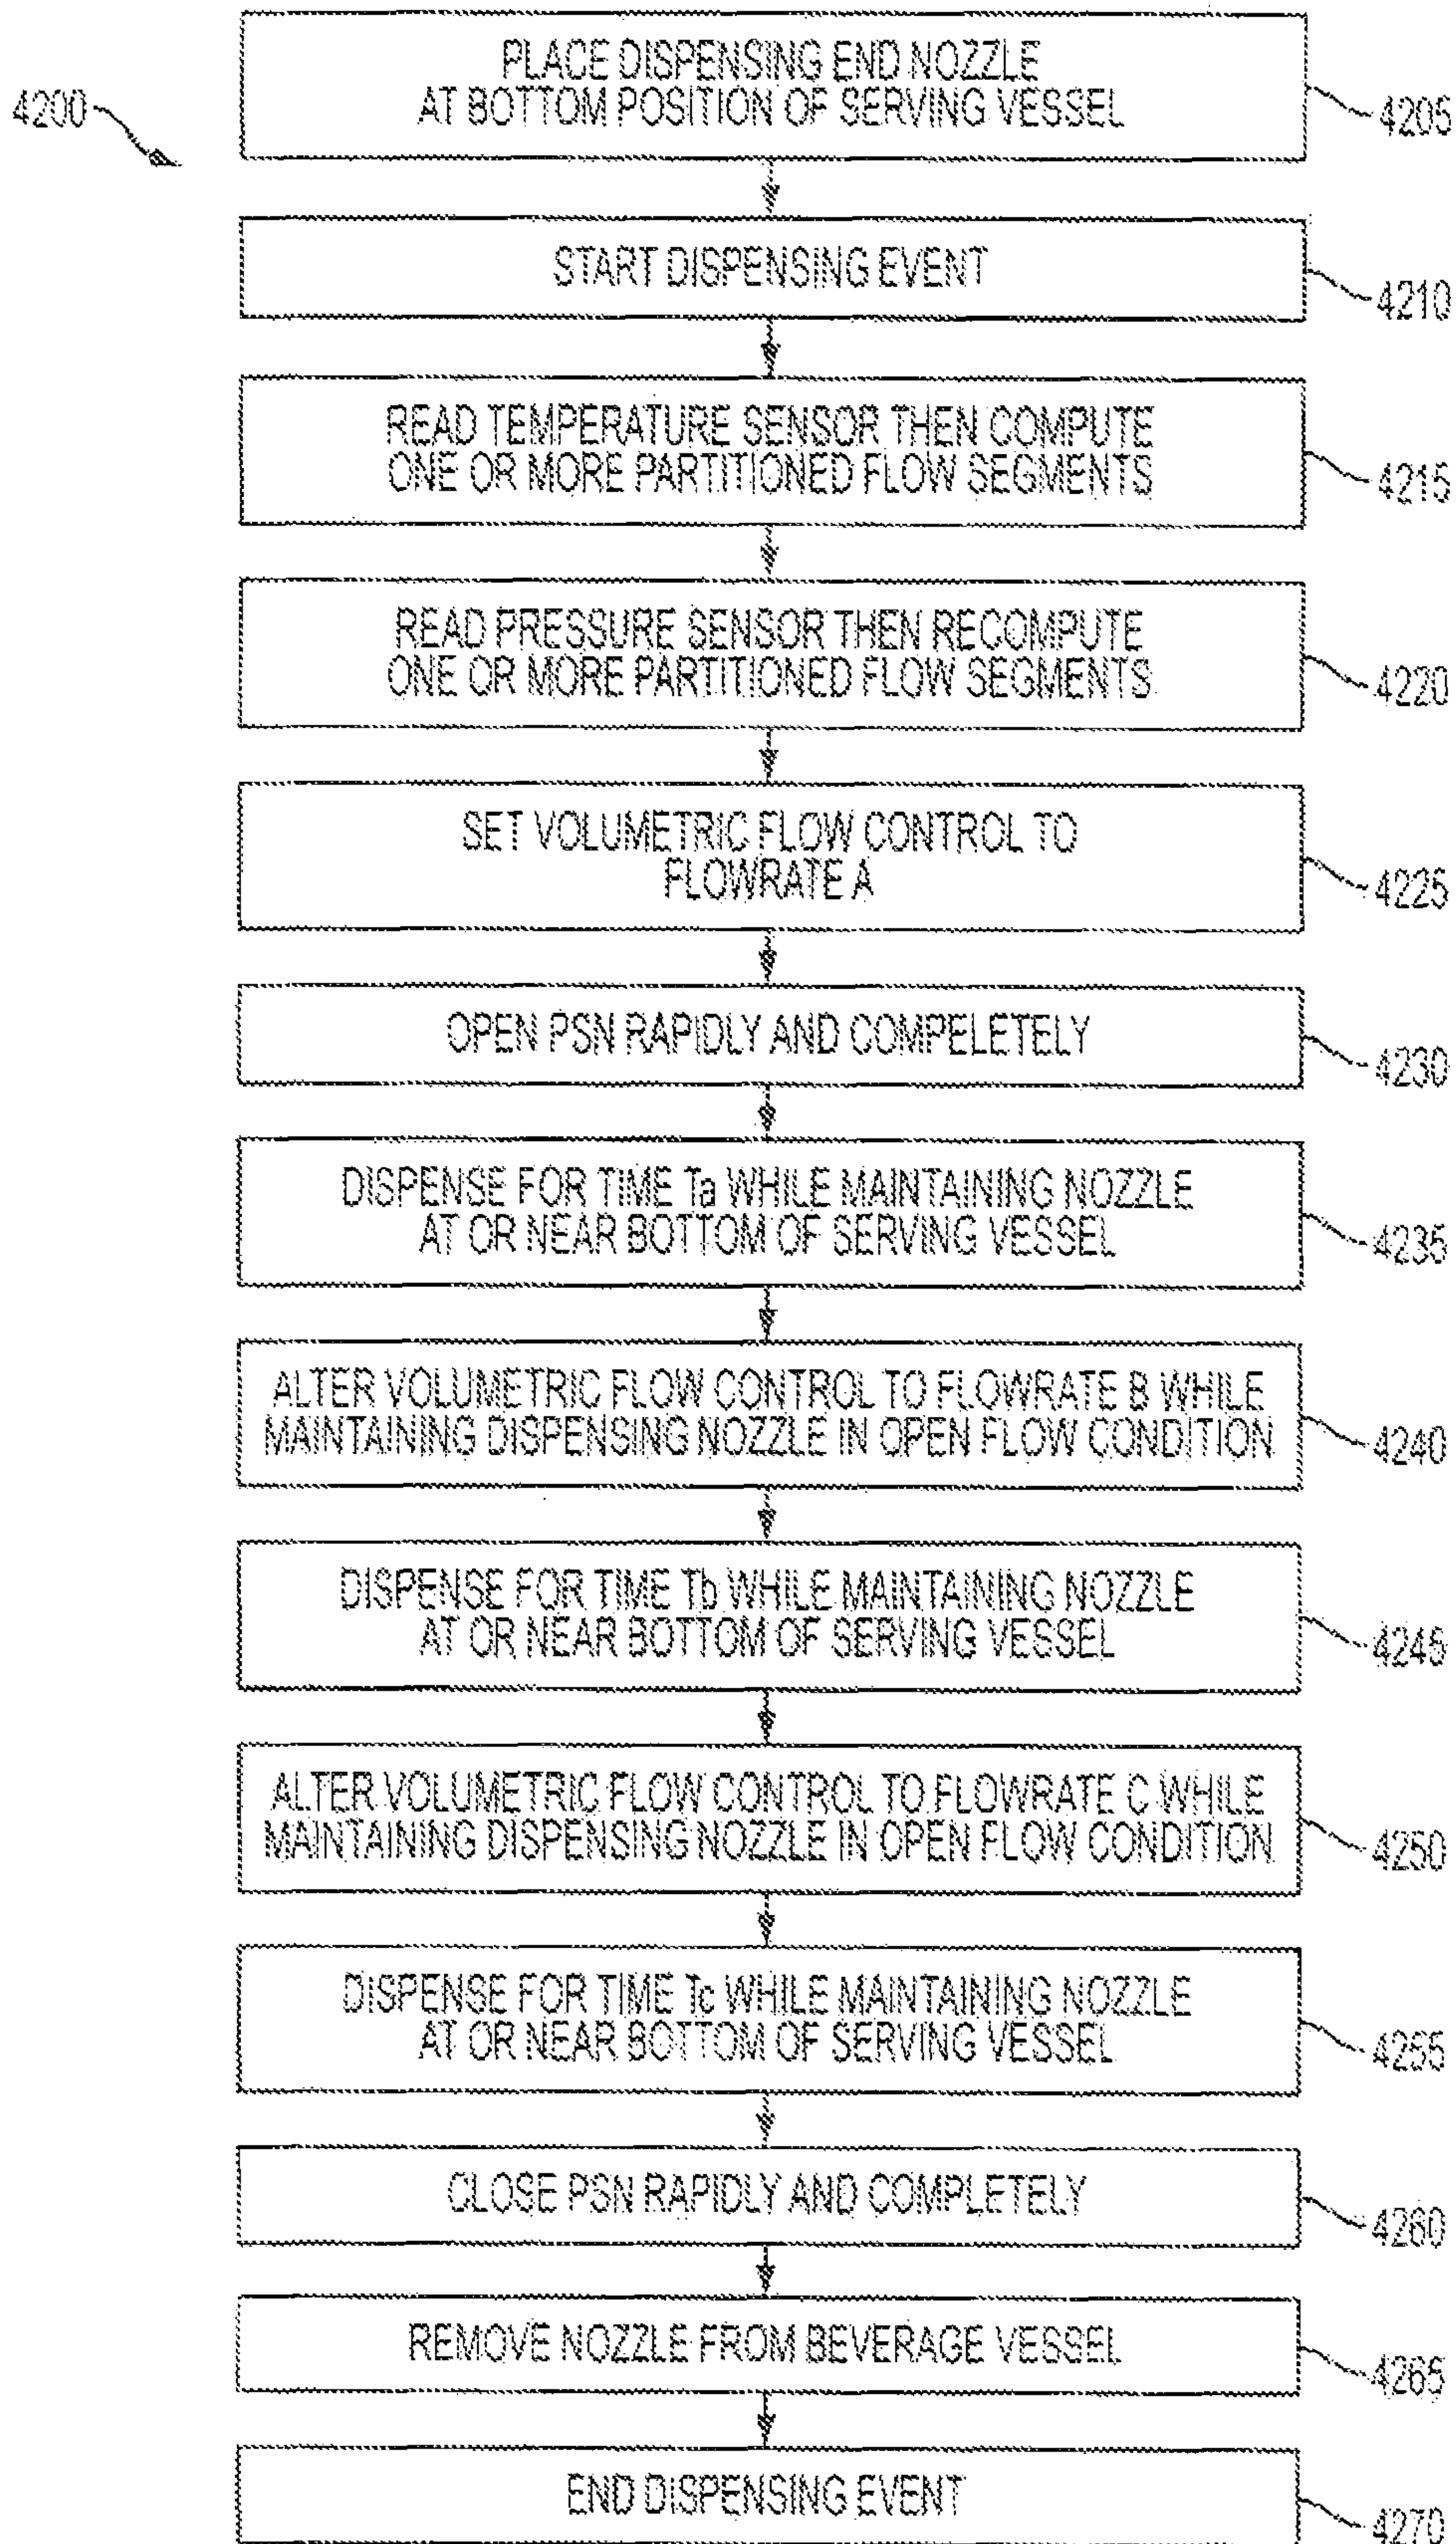 4200
PLACE DISPENSING END NOZZLE
AT BOTTOM POSITION OF SERVING VESSEL
4205
START DISPENSING EVENT
4210
READ TEMPERATURE SENSOR THEN COMPUTE
ONE OR MORE PARTITIONED FLOW SEGMENTS
4215
READ PRESSURE SENSOR THEN RECOMPUTE
ONE OR MORE PARTITIONED FLOW SEGMENTS
4220
SET VOLUMETRIC FLOW CONTROL TO
FLOWRATE A
4225
OPEN PSN RAPIDLY AND COMPELETELY
4230
DISPENSE FOR TIME Ta WHILE MAINTAINING NOZZLE
AT OR NEAR BOTTOM OF SERVING VESSEL
4235
ALTER VOLUMETRIC FLOW CONTROL TO FLOWRATE B WHILE
MAINTAINING DISPENSING NOZZLE IN OPEN FLOW CONDITION
4240
DISPENSE FOR TIME Tb WHILE MAINTAINING NOZZLE
AT OR NEAR BOTTOM OF SERVING VESSEL
4245
ALTER VOLUMETRIC FLOW CONTROL TO FLOWRATE C WHILE
MAINTAINING DISPENSING NOZZLE IN OPEN FLOW CONDITION
4250
DISPENSE FOR TIME Tc WHILE MAINTAINING NOZZLE
AT OR NEAR BOTTOM OF SERVING VESSEL
4255
CLOSE PSN RAPIDLY AND COMPLETELY
4260
REMOVE NOZZLE FROM BEVERAGE VESSEL
4265
END DISPENSING EVENT
4270